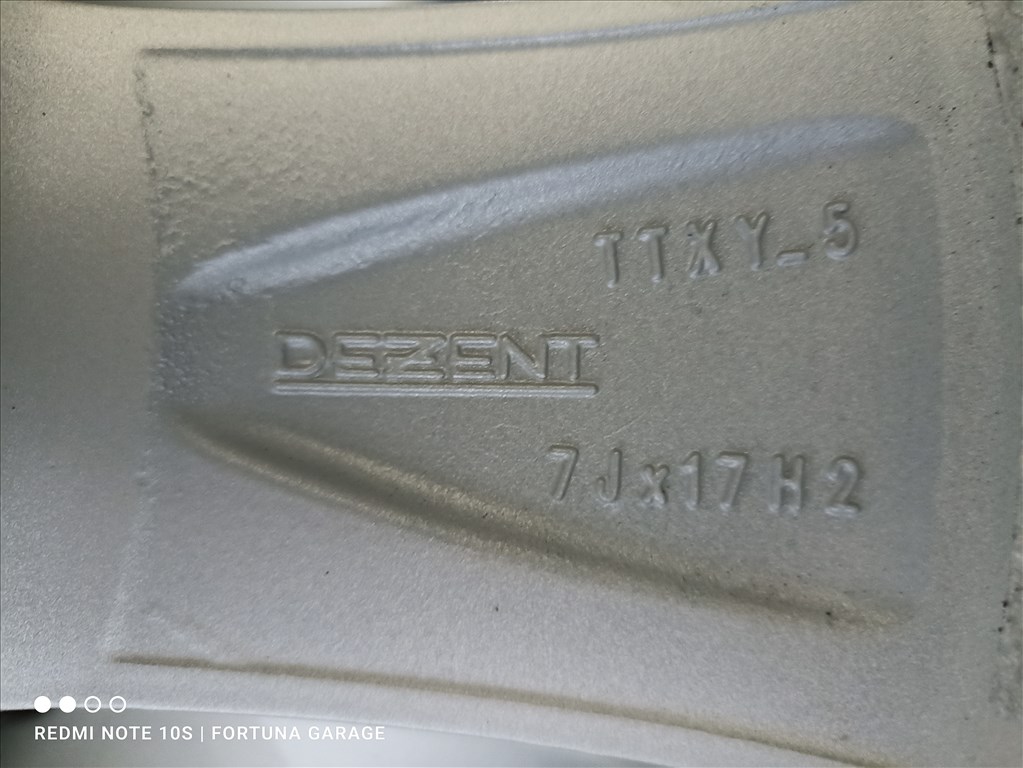 TTXY_5
DEZENT
7Jx17H2
REDMI NOTE 10S | FORTUNA GARAGE